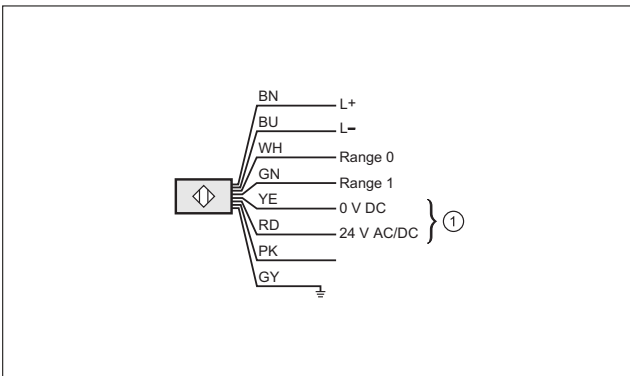 BN L+
BU L–
WH Range 0
GN Range 1
YE 0 V DC
RD 24 V AC/DC
1
PK
GY